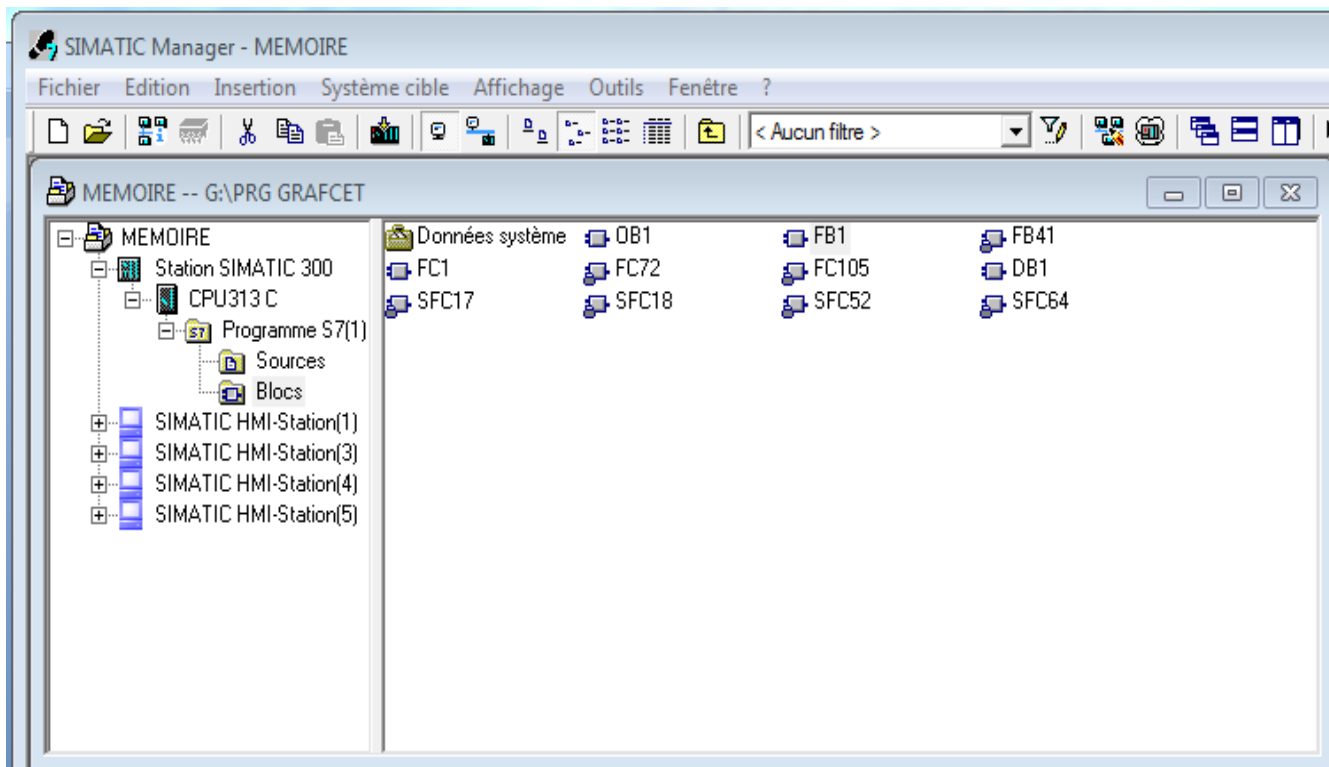 SIMATIC Manager - MEMOIRE
Fichier Edition Insertion Système cible Affichage Outils Fenêtre ?
< Aucun filtre >
MEMOIRE -- G:\PRG GRAFCET
MEMOIRE
Station SIMATIC 300
CPU313 C
Programme S7(1)
Sources
Blocs
SIMATIC HMI-Station(1)
SIMATIC HMI-Station(3)
SIMATIC HMI-Station(4)
SIMATIC HMI-Station(5)
Données système OB1 FB1 FB41
FC1 FC72 FC105 DB1
SFC17 SFC18 SFC52 SFC64